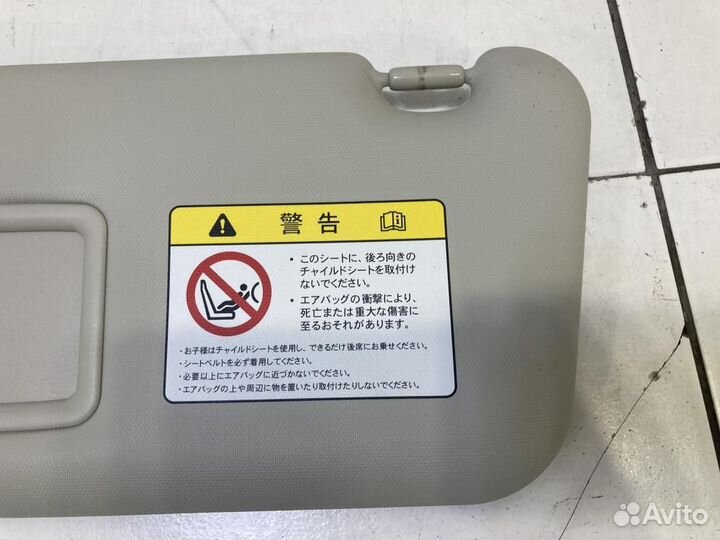 警告
• このシートに、後ろ向きの
チャイルドシートを取付け
ないでください。
• エアバッグの衝撃により、
死亡または重大な傷害に
至るおそれがあります。
・お子様はチャイルドシートを使用し、できるだけ後席にお乗せください。
・シートベルトを必ず着用してください。
・必要以上にエアバッグに近づかないでください。
・エアバッグの上や周辺に物を置いたり取付けたりしないでください。
Avito